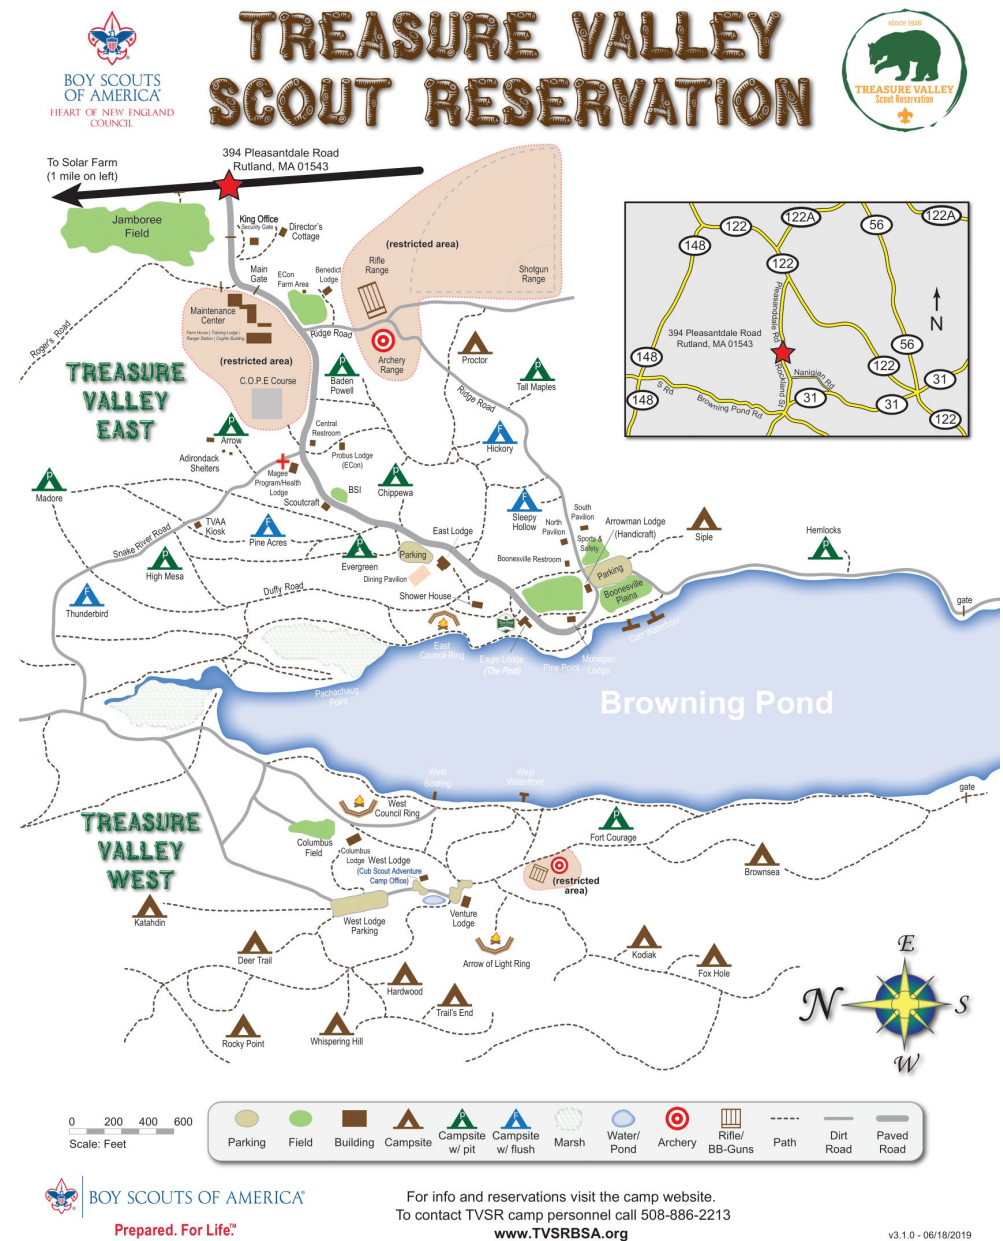 TREASURE VALLEY
SCOUT RESERVATION
BOY SCOUTS
OF AMERICA®
HEART OF NEW ENGLAND
COUNCIL
since 1926
TREASURE VALLEY
Scout Reservation
To Solar Farm
(1 mile on left)
394 Pleasantdale Road
Rutland, MA 01543
Jamboree
Field
King Office
Security Gate
Director's
Cottage
Main
Gate
ECon
Farm Area
Benedict
Lodge
(restricted area)
Rifle
Range
Shotgun
Range
Maintenance
Center
Farm House | Training Lodge |
Ranger Station | Coghlin Building
Ridge Road
Roger's Road
(restricted area)
C.O.P.E Course
Archery
Range
P
Baden
Powell
Proctor
P
Tall Maples
Ridge Road
TREASURE
VALLEY
EAST
122
122A
56
122A
148
122
Pleasantdale Rd
N
394 Pleasantdale Road
Rutland, MA 01543
148
56
122
31
Rockland St
Nanigian Rd
S Rd
148
Browning Pond Rd
31
31
122
P
Arrow
Adirondack
Shelters
Central
Restroom
Probus Lodge
(ECon)
F
Hickory
Magee
Program/Health
Lodge
Scoutcraft
BSI
P
Chippewa
P
Madore
F
Sleepy
Hollow
South
Pavilion
North
Pavilion
Arrowman Lodge
(Handicraft)
Sports &
Safety
Siple
Hemlocks
P
TVAA
Kiosk
F
Pine Acres
Snake River Road
P
High Mesa
P
Evergreen
East Lodge
Parking
Dining Pavilion
Boonesville Restroom
Parking
Boonesville
Plains
F
Thunderbird
Duffy Road
Shower House
gate
East
Council Ring
Eagle Lodge
(The Post)
Pine Point
Mohegan
Lodge
Carr Waterfront
Pachachaug
Point
Browning Pond
West
Boating
West
Waterfront
gate
TREASURE
VALLEY
WEST
West
Council Ring
P
Fort Courage
Columbus
Field
Columbus
Lodge
West Lodge
(Cub Scout Adventure
Camp Office)
(restricted
area)
Brownsea
Katahdin
West Lodge
Parking
Venture
Lodge
Deer Trail
Arrow of Light Ring
Kodiak
Fox Hole
Hardwood
Trail's End
Rocky Point
Whispering Hill
E
N
S
W
0 200 400 600
Scale: Feet
Parking
Field
Building
Campsite
P
Campsite
w/ pit
F
Campsite
w/ flush
Marsh
Water/
Pond
Archery
Rifle/
BB-Guns
Path
Dirt
Road
Paved
Road
BOY SCOUTS OF AMERICA®
Prepared. For Life.™
For info and reservations visit the camp website.
To contact TVSR camp personnel call 508-886-2213
www.TVSRBSA.org
v3.1.0 - 06/18/2019